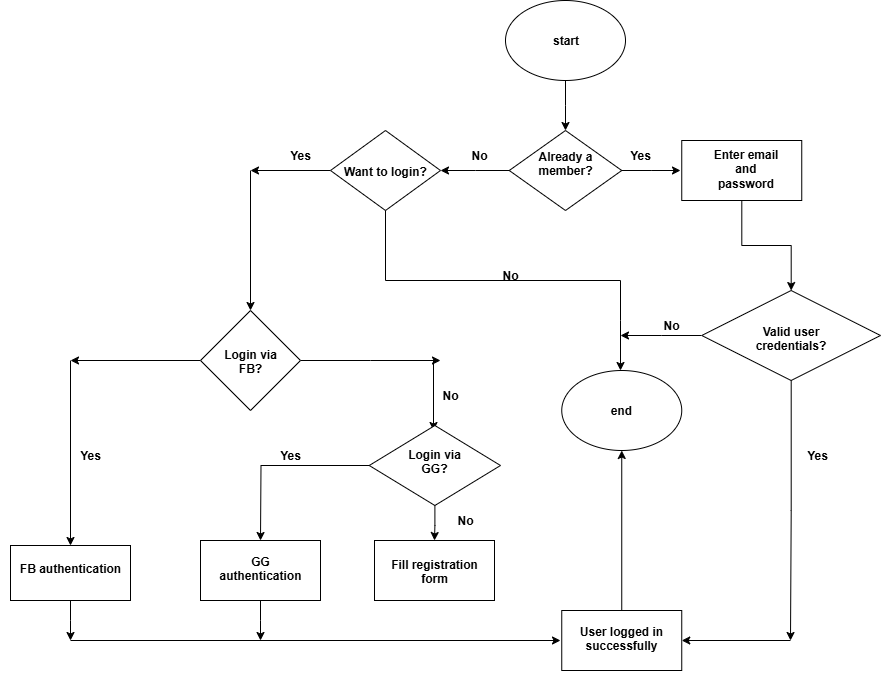 start
Already a
member?
No
Yes
Want to login?
Yes
Enter email
and
password
No
Valid user
credentials?
No
Login via
FB?
end
No
Yes
Login via
GG?
Yes
Yes
No
FB authentication
GG
authentication
Fill registration
form
User logged in
successfully